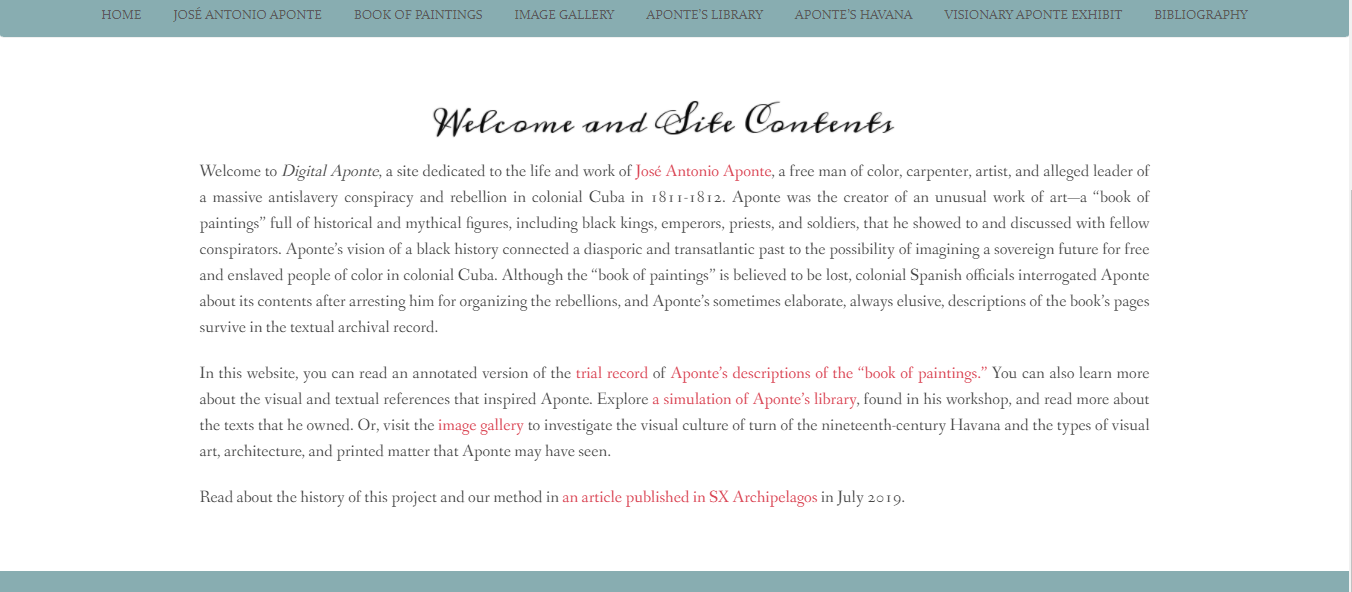 HOME JOSÉ ANTONIO APONTE BOOK OF PAINTINGS IMAGE GALLERY APONTE'S LIBRARY APONTE'S HAVANA VISIONARY APONTE EXHIBIT BIBLIOGRAPHY
Welcome and Site Contents
Welcome to Digital Aponte, a site dedicated to the life and work of José Antonio Aponte, a free man of color, carpenter, artist, and alleged leader of
a massive antislavery conspiracy and rebellion in colonial Cuba in 1811-1812. Aponte was the creator of an unusual work of art—a “book of
paintings” full of historical and mythical figures, including black kings, emperors, priests, and soldiers, that he showed to and discussed with fellow
conspirators. Aponte’s vision of a black history connected a diasporic and transatlantic past to the possibility of imagining a sovereign future for free
and enslaved people of color in colonial Cuba. Although the “book of paintings” is believed to be lost, colonial Spanish officials interrogated Aponte
about its contents after arresting him for organizing the rebellions, and Aponte’s sometimes elaborate, always elusive, descriptions of the book’s pages
survive in the textual archival record.
In this website, you can read an annotated version of the trial record of Aponte’s descriptions of the “book of paintings.” You can also learn more
about the visual and textual references that inspired Aponte. Explore a simulation of Aponte’s library, found in his workshop, and read more about
the texts that he owned. Or, visit the image gallery to investigate the visual culture of turn of the nineteenth-century Havana and the types of visual
art, architecture, and printed matter that Aponte may have seen.
Read about the history of this project and our method in an article published in SX Archipelagos in July 2019.